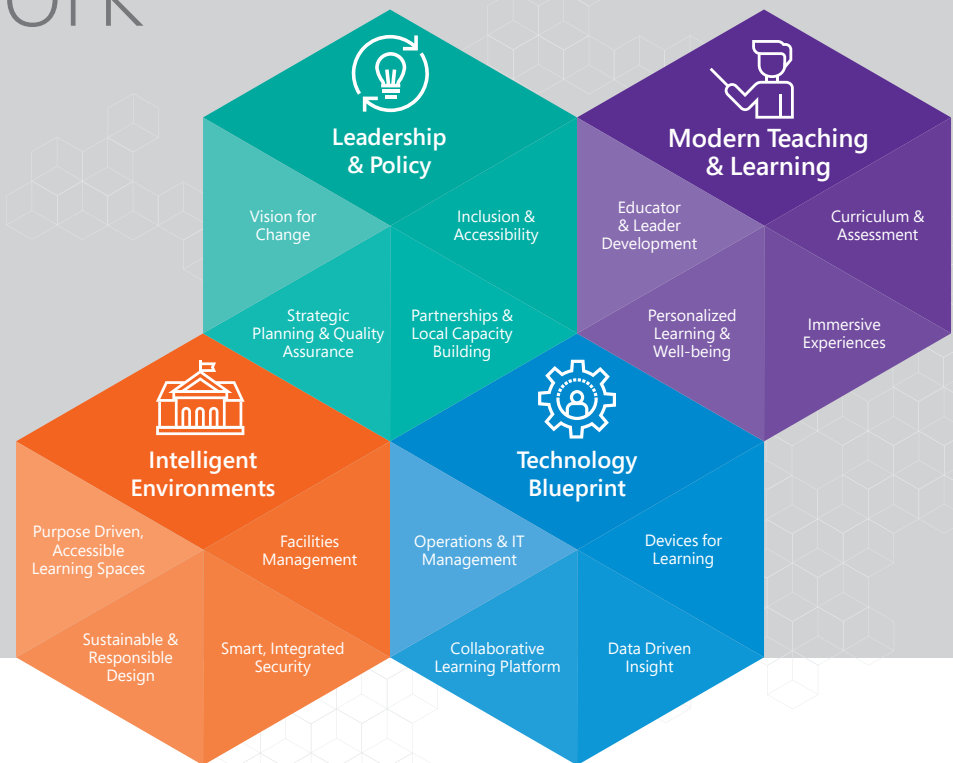 Leadership
& Policy
Vision for
Change
Inclusion &
Accessibility
Strategic
Planning & Quality
Assurance
Partnerships &
Local Capacity
Building
Modern Teaching
& Learning
Educator
& Leader
Development
Curriculum &
Assessment
Personalized
Learning &
Well-being
Immersive
Experiences
Intelligent
Environments
Purpose Driven,
Accessible
Learning Spaces
Facilities
Management
Sustainable &
Responsible
Design
Smart, Integrated
Security
Technology
Blueprint
Operations & IT
Management
Devices for
Learning
Collaborative
Learning Platform
Data Driven
Insight